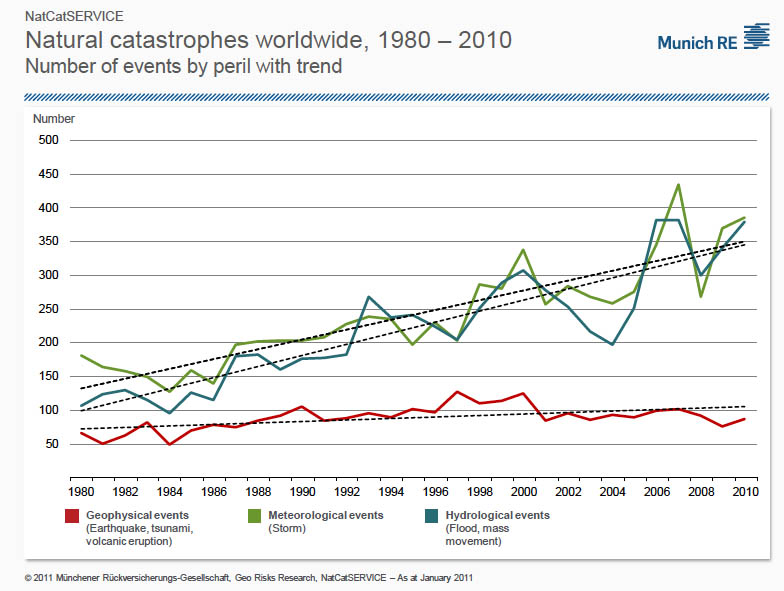 NatCatSERVICE
Natural catastrophes worldwide, 1980 – 2010
Number of events by peril with trend
Munich RE
Number
500
450
400
350
300
250
200
150
100
50
1980 1982 1984 1986 1988 1990 1992 1994 1996 1998 2000 2002 2004 2006 2008 2010
Geophysical events
(Earthquake, tsunami,
volcanic eruption)
Meteorological events
(Storm)
Hydrological events
(Flood, mass
movement)
© 2011 Münchener Rückversicherungs-Gesellschaft, Geo Risks Research, NatCatSERVICE – As at January 2011